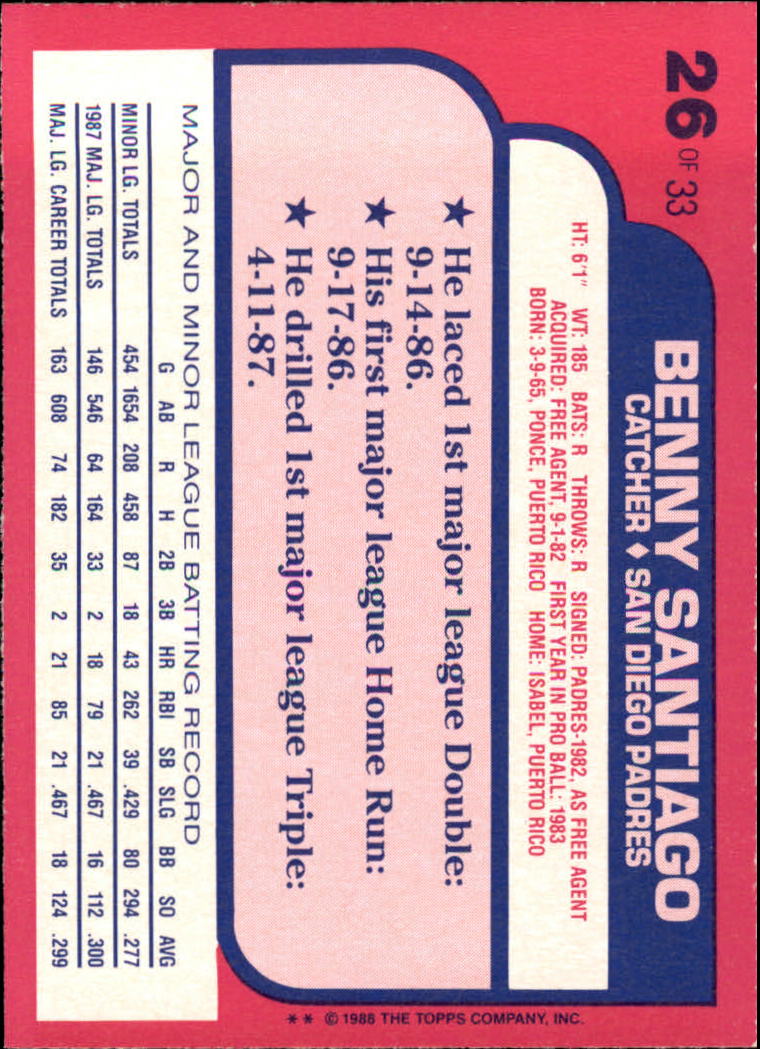 26 OF 33
BENNY SANTIAGO
CATCHER ♦ SAN DIEGO PADRES
HT: 6'1" WT: 185 BATS: R THROWS: R SIGNED: PADRES-1982, AS FREE AGENT
ACQUIRED: FREE AGENT, 9-1-82 FIRST YEAR IN PRO BALL: 1983
BORN: 3-9-65, PONCE, PUERTO RICO HOME: ISABEL, PUERTO RICO
★ He laced 1st major league Double:
9-14-86.
★ His first major league Home Run:
9-17-86.
★ He drilled 1st major league Triple:
4-11-87.
MAJOR AND MINOR LEAGUE BATTING RECORD
G AB R H 2B 3B HR RBI SB SLG BB SO AVG
MINOR LG. TOTALS 454 1654 208 458 87 18 43 262 39 .429 80 294 .277
1987 MAJ. LG. TOTALS 146 546 64 164 33 2 18 79 21 .467 16 112 .300
MAJ. LG. CAREER TOTALS 163 608 74 182 35 2 21 85 21 .467 18 124 .299
** © 1988 THE TOPPS COMPANY, INC.